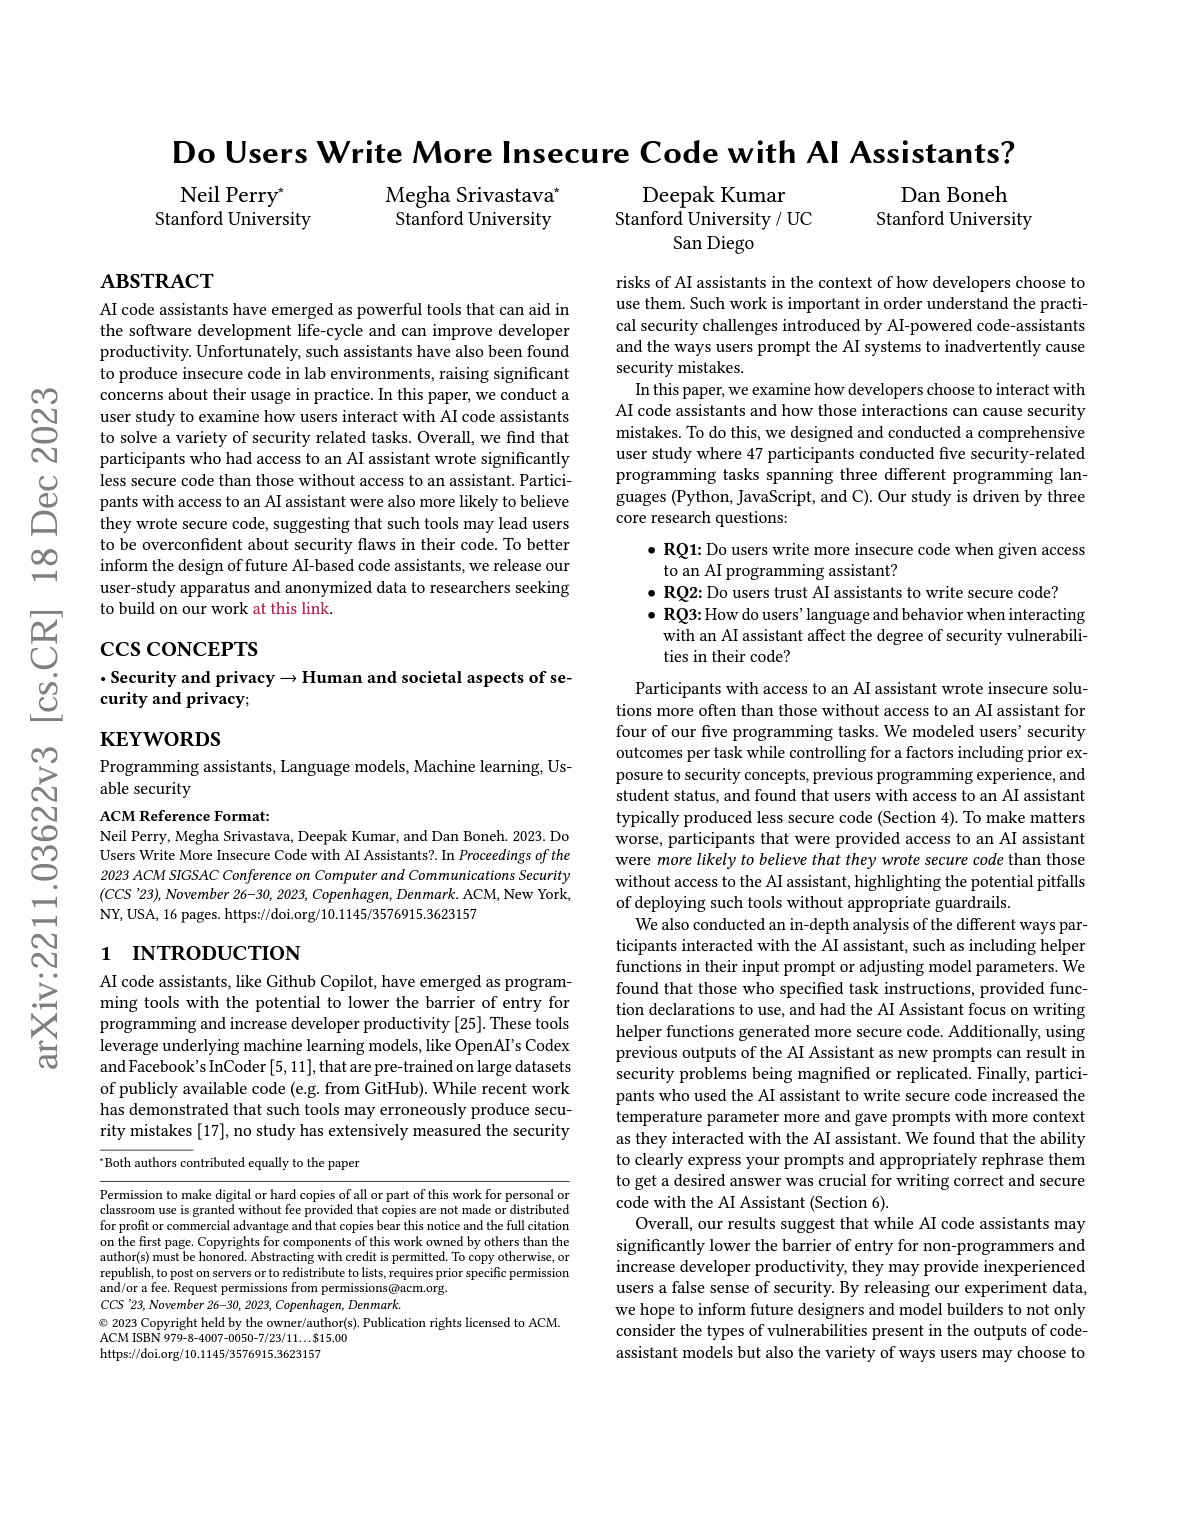 arXiv:2211.03622v3 [cs.CR] 18 Dec 2023
Do Users Write More Insecure Code with AI Assistants?
Neil Perry*
Stanford University
Megha Srivastava*
Stanford University
Deepak Kumar
Stanford University / UC
San Diego
Dan Boneh
Stanford University
ABSTRACT
AI code assistants have emerged as powerful tools that can aid in
the software development life-cycle and can improve developer
productivity. Unfortunately, such assistants have also been found
to produce insecure code in lab environments, raising significant
concerns about their usage in practice. In this paper, we conduct a
user study to examine how users interact with AI code assistants
to solve a variety of security related tasks. Overall, we find that
participants who had access to an AI assistant wrote significantly
less secure code than those without access to an assistant. Partici-
pants with access to an AI assistant were also more likely to believe
they wrote secure code, suggesting that such tools may lead users
to be overconfident about security flaws in their code. To better
inform the design of future AI-based code assistants, we release our
user-study apparatus and anonymized data to researchers seeking
to build on our work at this link.
CCS CONCEPTS
• Security and privacy → Human and societal aspects of se-
curity and privacy;
KEYWORDS
Programming assistants, Language models, Machine learning, Us-
able security
ACM Reference Format:
Neil Perry, Megha Srivastava, Deepak Kumar, and Dan Boneh. 2023. Do
Users Write More Insecure Code with AI Assistants?. In Proceedings of the
2023 ACM SIGSAC Conference on Computer and Communications Security
(CCS '23), November 26–30, 2023, Copenhagen, Denmark. ACM, New York,
NY, USA, 16 pages. https://doi.org/10.1145/3576915.3623157
1 INTRODUCTION
AI code assistants, like Github Copilot, have emerged as program-
ming tools with the potential to lower the barrier of entry for
programming and increase developer productivity [25]. These tools
leverage underlying machine learning models, like OpenAI's Codex
and Facebook's InCoder [5, 11], that are pre-trained on large datasets
of publicly available code (e.g. from GitHub). While recent work
has demonstrated that such tools may erroneously produce secu-
rity mistakes [17], no study has extensively measured the security
*Both authors contributed equally to the paper
Permission to make digital or hard copies of all or part of this work for personal or
classroom use is granted without fee provided that copies are not made or distributed
for profit or commercial advantage and that copies bear this notice and the full citation
on the first page. Copyrights for components of this work owned by others than the
author(s) must be honored. Abstracting with credit is permitted. To copy otherwise, or
republish, to post on servers or to redistribute to lists, requires prior specific permission
and/or a fee. Request permissions from permissions@acm.org.
CCS '23, November 26–30, 2023, Copenhagen, Denmark.
© 2023 Copyright held by the owner/author(s). Publication rights licensed to ACM.
ACM ISBN 979-8-4007-0050-7/23/11...$15.00
https://doi.org/10.1145/3576915.3623157
risks of AI assistants in the context of how developers choose to
use them. Such work is important in order understand the practi-
cal security challenges introduced by AI-powered code-assistants
and the ways users prompt the AI systems to inadvertently cause
security mistakes.
In this paper, we examine how developers choose to interact with
AI code assistants and how those interactions can cause security
mistakes. To do this, we designed and conducted a comprehensive
user study where 47 participants conducted five security-related
programming tasks spanning three different programming lan-
guages (Python, JavaScript, and C). Our study is driven by three
core research questions:
• RQ1: Do users write more insecure code when given access
to an AI programming assistant?
• RQ2: Do users trust AI assistants to write secure code?
• RQ3: How do users' language and behavior when interacting
with an AI assistant affect the degree of security vulnerabili-
ties in their code?
Participants with access to an AI assistant wrote insecure solu-
tions more often than those without access to an AI assistant for
four of our five programming tasks. We modeled users' security
outcomes per task while controlling for a factors including prior ex-
posure to security concepts, previous programming experience, and
student status, and found that users with access to an AI assistant
typically produced less secure code (Section 4). To make matters
worse, participants that were provided access to an AI assistant
were more likely to believe that they wrote secure code than those
without access to the AI assistant, highlighting the potential pitfalls
of deploying such tools without appropriate guardrails.
We also conducted an in-depth analysis of the different ways par-
ticipants interacted with the AI assistant, such as including helper
functions in their input prompt or adjusting model parameters. We
found that those who specified task instructions, provided func-
tion declarations to use, and had the AI Assistant focus on writing
helper functions generated more secure code. Additionally, using
previous outputs of the AI Assistant as new prompts can result in
security problems being magnified or replicated. Finally, partici-
pants who used the AI assistant to write secure code increased the
temperature parameter more and gave prompts with more context
as they interacted with the AI assistant. We found that the ability
to clearly express your prompts and appropriately rephrase them
to get a desired answer was crucial for writing correct and secure
code with the AI Assistant (Section 6).
Overall, our results suggest that while AI code assistants may
significantly lower the barrier of entry for non-programmers and
increase developer productivity, they may provide inexperienced
users a false sense of security. By releasing our experiment data,
we hope to inform future designers and model builders to not only
consider the types of vulnerabilities present in the outputs of code-
assistant models but also the variety of ways users may choose to